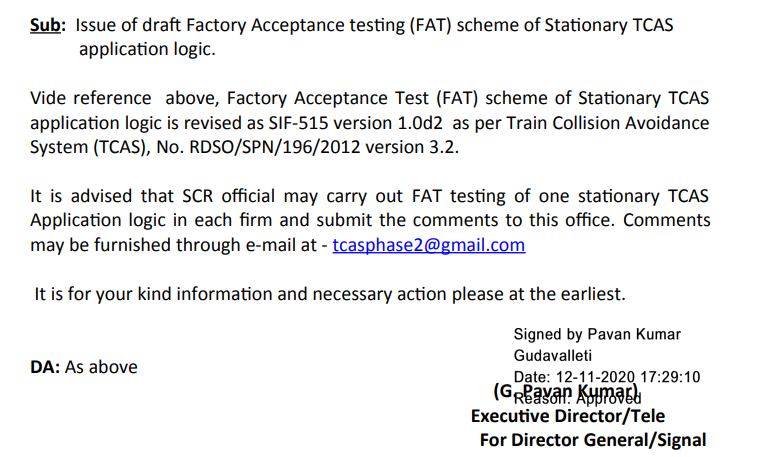 Sub: Issue of draft Factory Acceptance testing (FAT) scheme of Stationary TCAS
application logic.
Vide reference above, Factory Acceptance Test (FAT) scheme of Stationary TCAS
application logic is revised as SIF-515 version 1.0d2 as per Train Collision Avoidance
System (TCAS), No. RDSO/SPN/196/2012 version 3.2.
It is advised that SCR official may carry out FAT testing of one stationary TCAS
Application logic in each firm and submit the comments to this office. Comments
may be furnished through e-mail at - tcasphase2@gmail.com
It is for your kind information and necessary action please at the earliest.
Signed by Pavan Kumar
Gudavalleti
DA: As above
Date: 12-11-2020 17:29:10
(G. Pavan Kumar)
Reason: Approved
Executive Director/Tele
For Director General/Signal